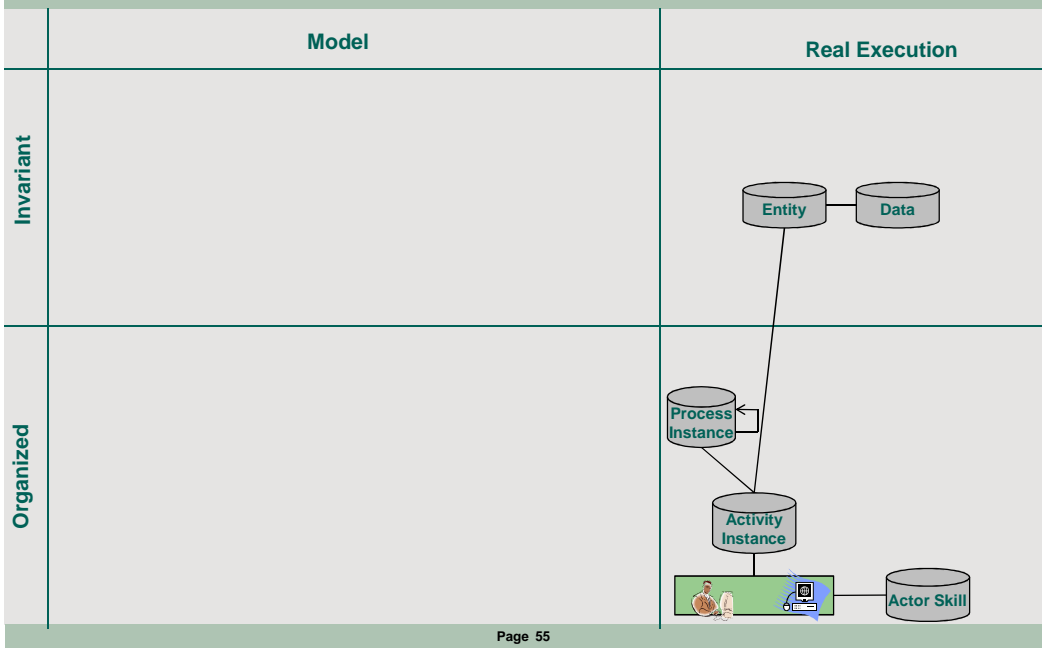 Model
Real Execution
Invariant
Entity
Data
Organized
Process
Instance
Activity
Instance
Actor Skill
Page 55